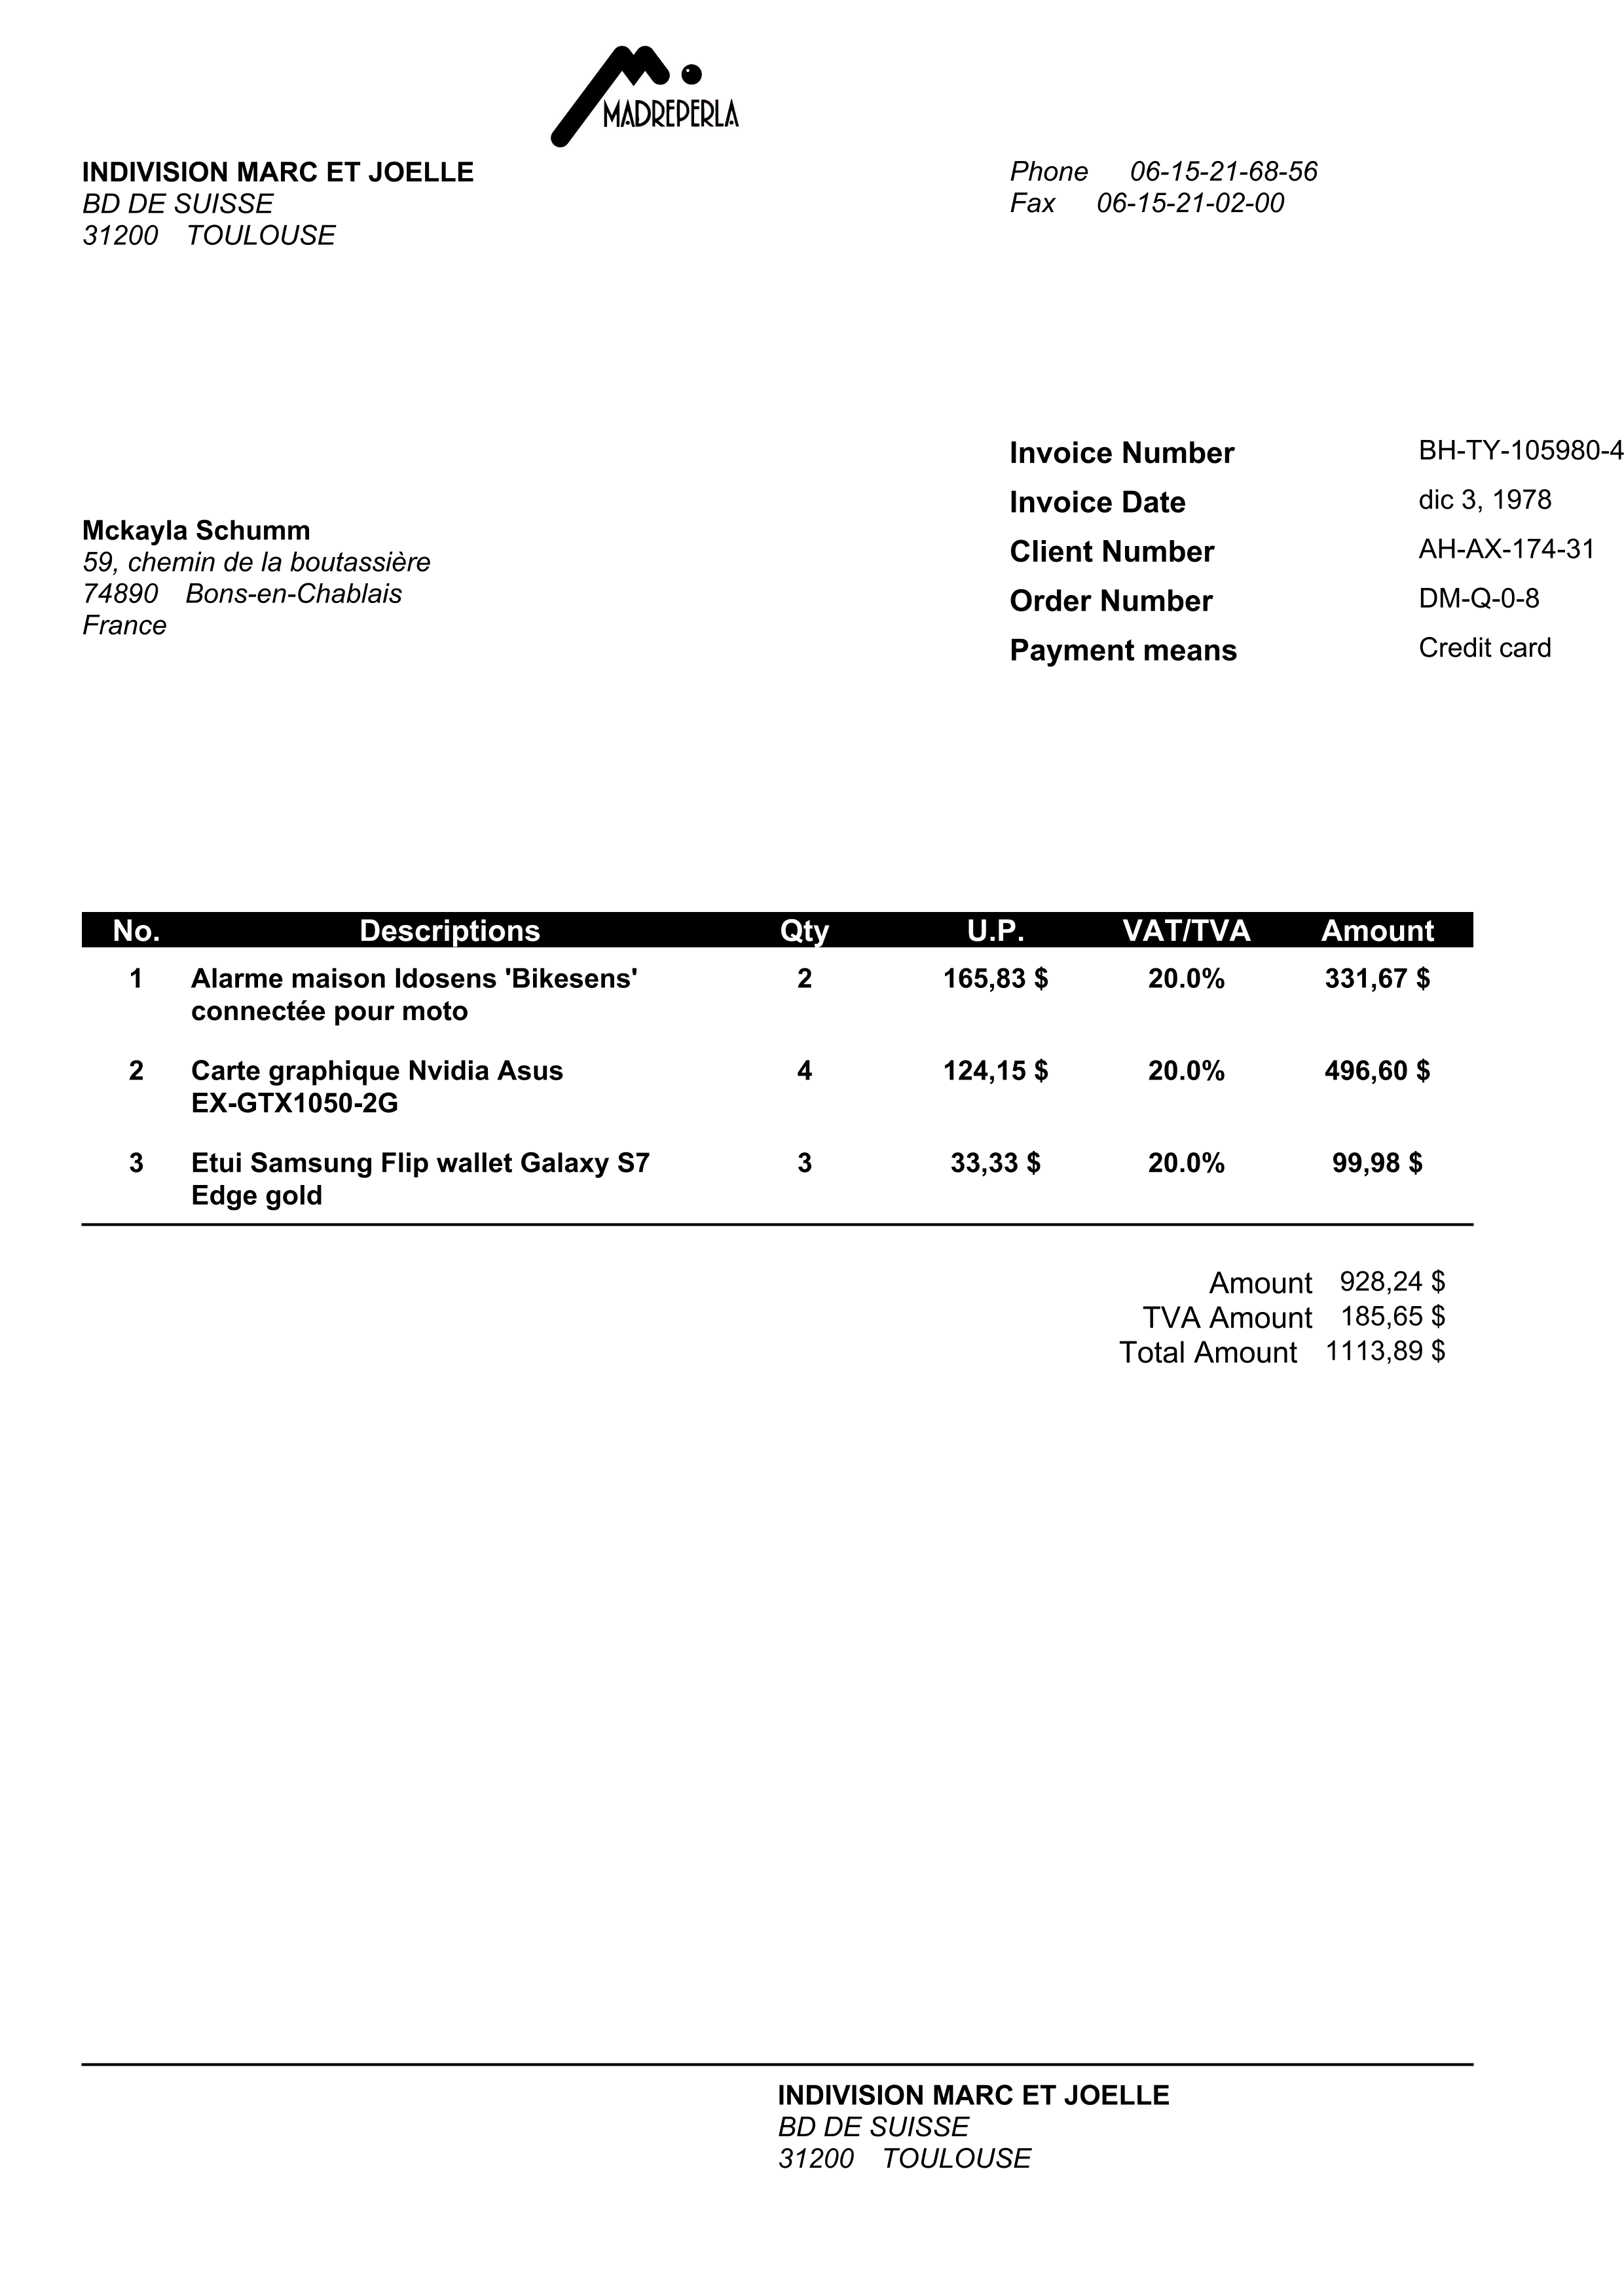 MADREPERLA
INDIVISION MARC ET JOELLE
BD DE SUISSE
31200 TOULOUSE
Phone 06-15-21-68-56
Fax 06-15-21-02-00
Invoice Number BH-TY-105980-4
Invoice Date dic 3, 1978
Client Number AH-AX-174-31
Order Number DM-Q-0-8
Payment means Credit card
Mckayla Schumm
59, chemin de la boutassière
74890 Bons-en-Chablais
France
No. Descriptions Qty U.P. VAT/TVA Amount
1 Alarme maison Idosens 'Bikesens' 2 165,83 $ 20.0% 331,67 $
connectée pour moto
2 Carte graphique Nvidia Asus 4 124,15 $ 20.0% 496,60 $
EX-GTX1050-2G
3 Etui Samsung Flip wallet Galaxy S7 3 33,33 $ 20.0% 99,98 $
Edge gold
Amount 928,24 $
TVA Amount 185,65 $
Total Amount 1113,89 $
INDIVISION MARC ET JOELLE
BD DE SUISSE
31200 TOULOUSE